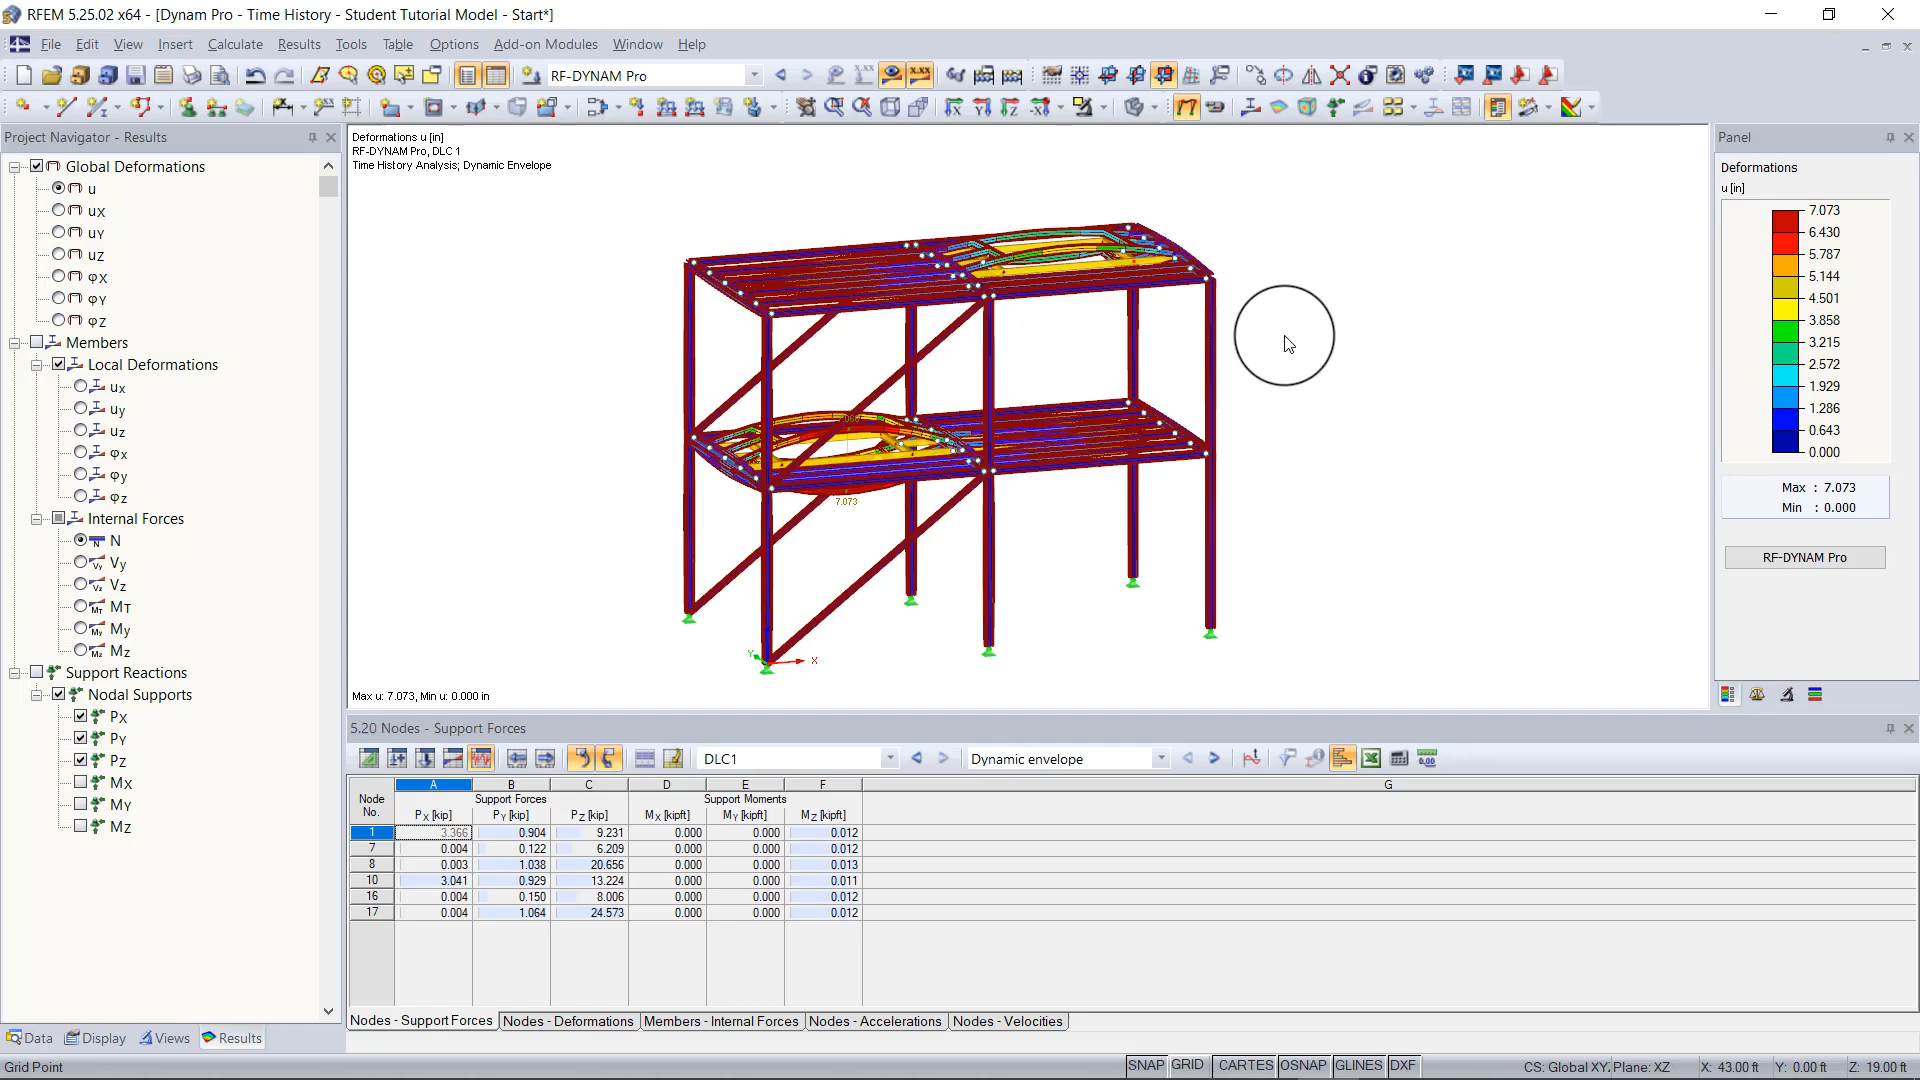 RFEM 5.25.02 x64 - [Dynam Pro - Time History - Student Tutorial Model - Start*]
File Edit View Insert Calculate Results Tools Table Options Add-on Modules Window Help
RF-DYNAM Pro
Project Navigator - Results
Global Deformations
u
uX
uY
uZ
φX
φY
φZ
Members
Local Deformations
ux
uy
uz
φx
φy
φz
Internal Forces
N
Vy
Vz
MT
My
Mz
Support Reactions
Nodal Supports
PX
PY
PZ
MX
MY
MZ
Data Display Views Results
Deformations u [in]
RF-DYNAM Pro, DLC 1
Time History Analysis; Dynamic Envelope
7.073
Y
X
Max u: 7.073, Min u: 0.000 in
Panel
Deformations
u [in]
7.073
6.430
5.787
5.144
4.501
3.858
3.215
2.572
1.929
1.286
0.643
0.000
Max : 7.073
Min : 0.000
RF-DYNAM Pro
5.20 Nodes - Support Forces
DLC1 Dynamic envelope
A B C D E F G
Node Support Forces Support Moments
No. PX [kip] PY [kip] PZ [kip] MX [kipft] MY [kipft] MZ [kipft]
1 3.366 0.904 9.231 0.000 0.000 0.012
7 0.004 0.122 6.209 0.000 0.000 0.012
8 0.003 1.038 20.656 0.000 0.000 0.013
10 3.041 0.929 13.224 0.000 0.000 0.011
16 0.004 0.150 8.006 0.000 0.000 0.012
17 0.004 1.064 24.573 0.000 0.000 0.012
Nodes - Support Forces Nodes - Deformations Members - Internal Forces Nodes - Accelerations Nodes - Velocities
Grid Point SNAP GRID CARTES OSNAP GLINES DXF CS: Global XY Plane: XZ X: 43.00 ft Y: 0.00 ft Z: 19.00 ft